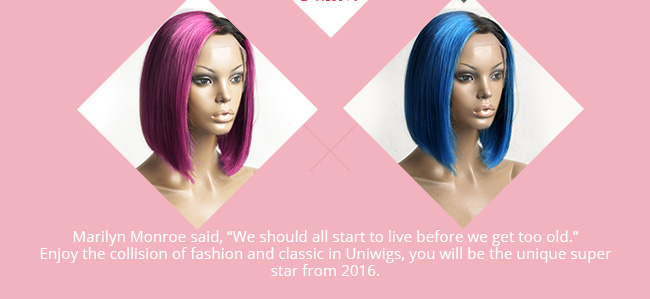 Marilyn Monroe said, “We should all start to live before we get too old.”
Enjoy the collision of fashion and classic in Uniwigs, you will be the unique super
star from 2016.